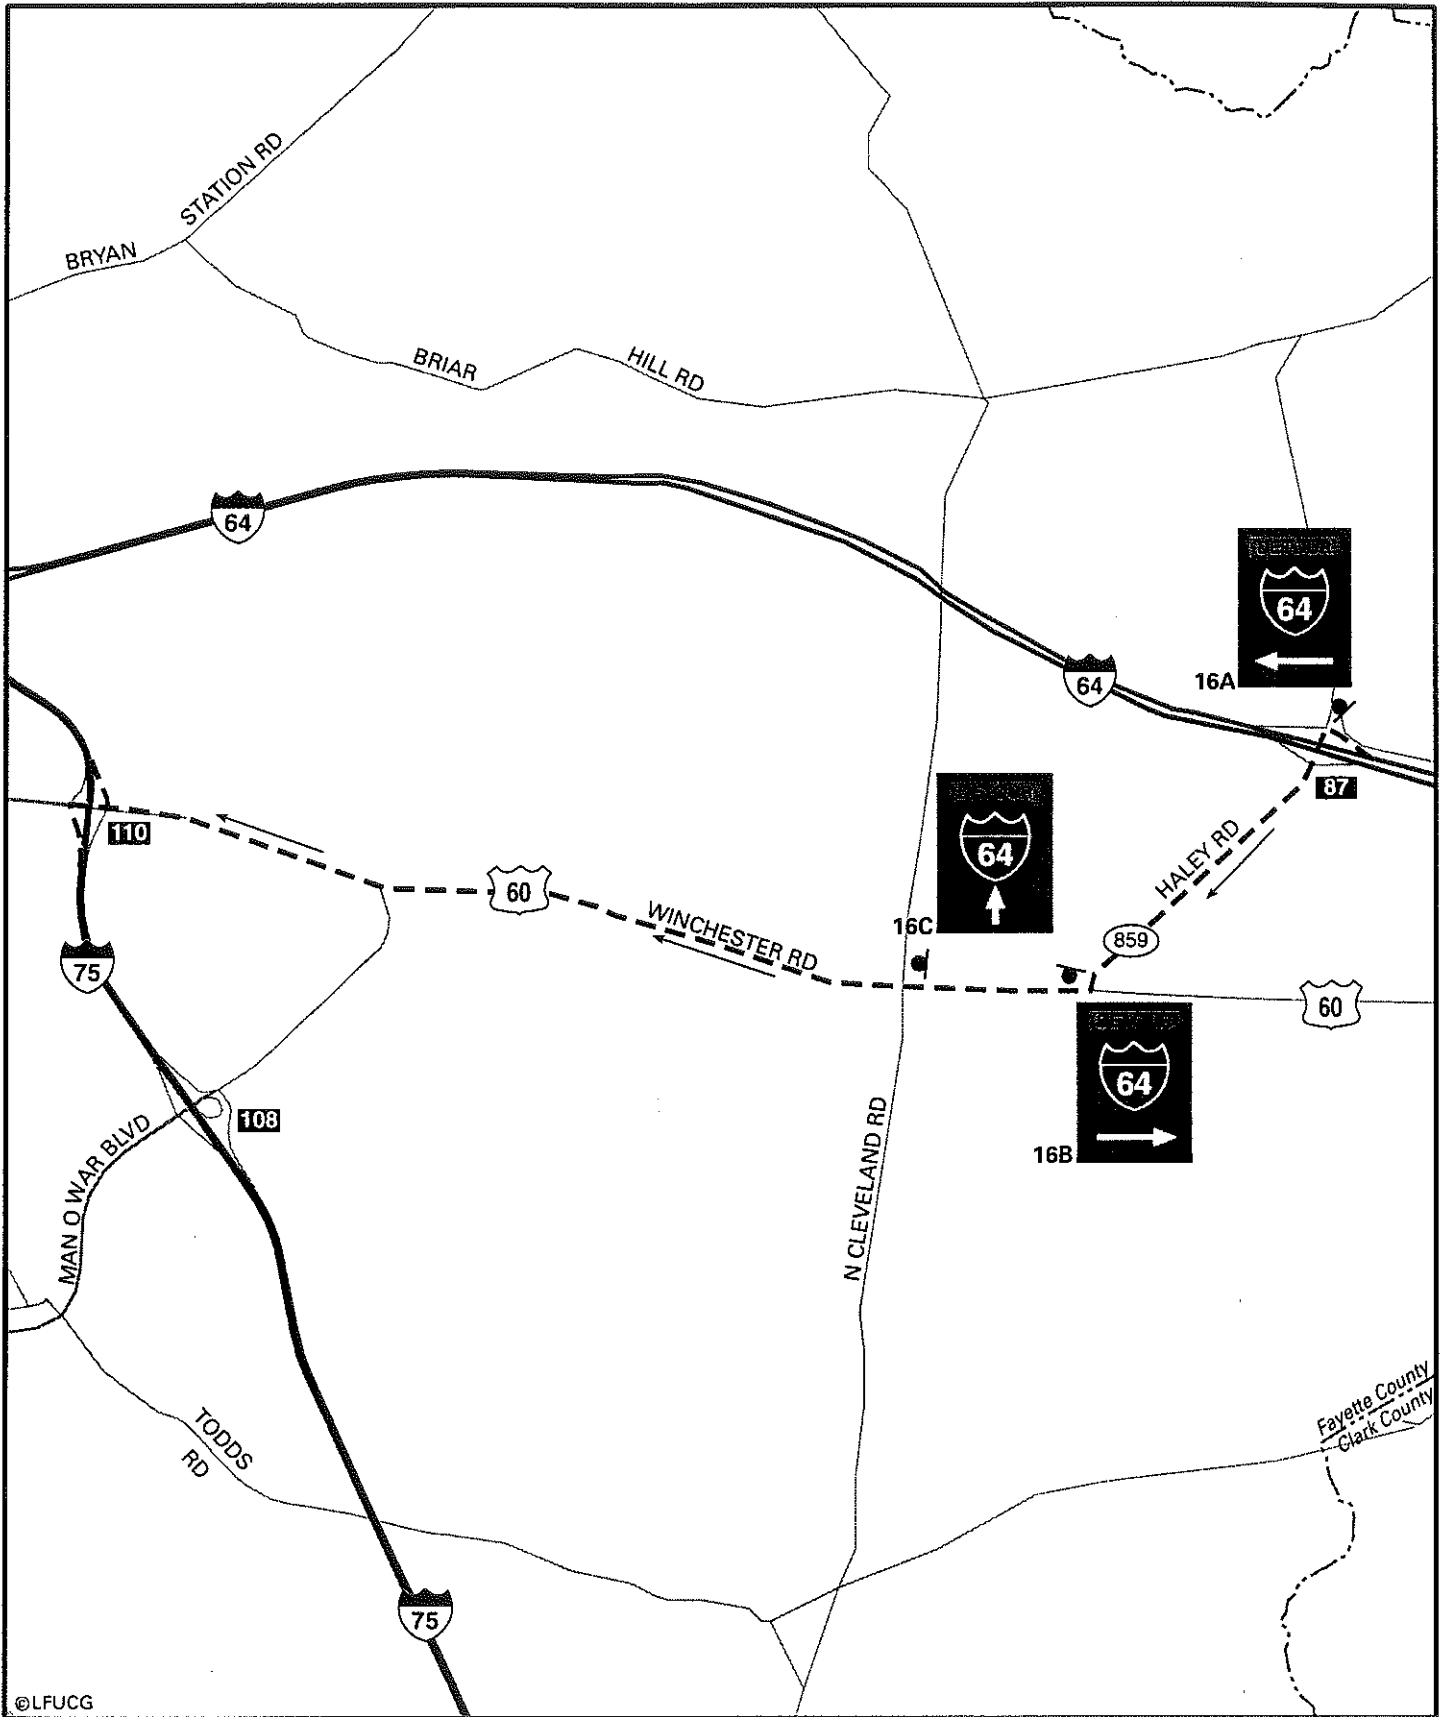 STATION RD
BRYAN
BRIAR
HILL RD
64
64
16A
64
87
110
60
64
HALEY RD
WINCHESTER RD
16C
859
75
60
64
16B
108
MAN O WAR BLVD
N CLEVELAND RD
Fayette County
Clark County
TODDS
RD
75
©LFUCG